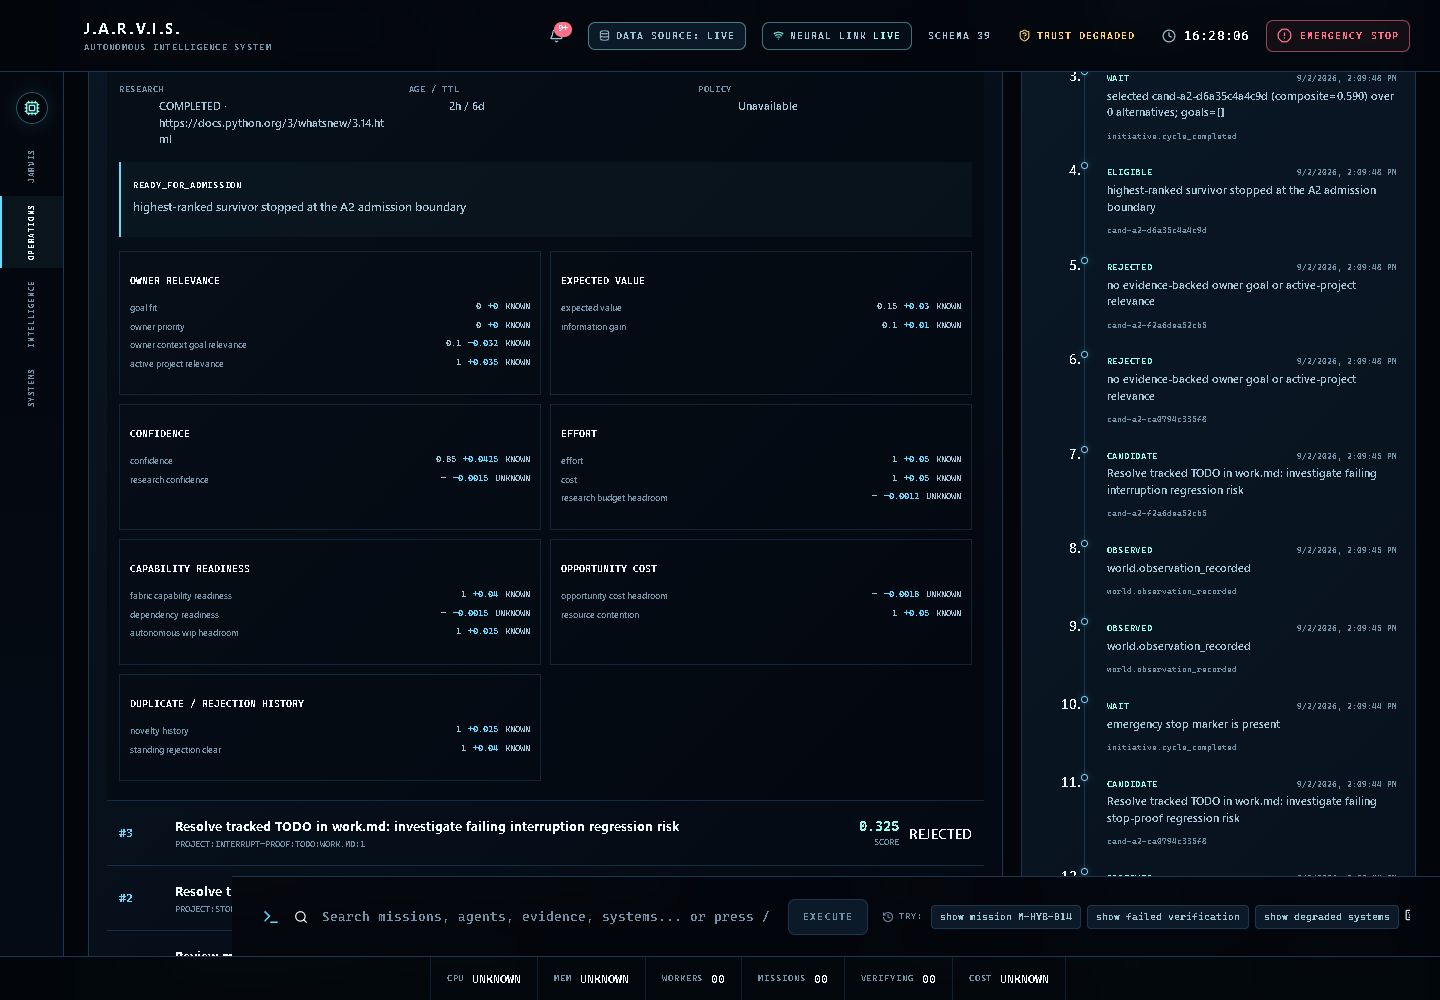 J.A.R.V.I.S.
AUTONOMOUS INTELLIGENCE SYSTEM
9+
DATA SOURCE: LIVE
NEURAL LINK LIVE
SCHEMA 39
TRUST DEGRADED
16:28:06
EMERGENCY STOP
JARVIS
OPERATIONS
INTELLIGENCE
SYSTEMS
RESEARCH
COMPLETED ·
https://docs.python.org/3/whatsnew/3.14.ht
ml
AGE / TTL
2h / 6d
POLICY
Unavailable
READY_FOR_ADMISSION
highest-ranked survivor stopped at the A2 admission boundary
OWNER RELEVANCE
goal fit 0 +0 KNOWN
owner priority 0 +0 KNOWN
owner context goal relevance 0.1 -0.032 KNOWN
active project relevance 1 +0.035 KNOWN
EXPECTED VALUE
expected value 0.15 +0.03 KNOWN
information gain 0.1 +0.01 KNOWN
CONFIDENCE
confidence 0.85 +0.0425 KNOWN
research confidence — -0.0015 UNKNOWN
EFFORT
effort 1 +0.05 KNOWN
cost 1 +0.05 KNOWN
research budget headroom — -0.0012 UNKNOWN
CAPABILITY READINESS
fabric capability readiness 1 +0.04 KNOWN
dependency readiness — -0.0015 UNKNOWN
autonomous wip headroom 1 +0.025 KNOWN
OPPORTUNITY COST
opportunity cost headroom — -0.0018 UNKNOWN
resource contention 1 +0.05 KNOWN
DUPLICATE / REJECTION HISTORY
novelty history 1 +0.025 KNOWN
standing rejection clear 1 +0.04 KNOWN
#3
Resolve tracked TODO in work.md: investigate failing interruption regression risk
PROJECT:INTERRUPT-PROOF:TODO:WORK.MD:1
0.325
SCORE
REJECTED
#2
Resolve t
PROJECT:STO
Review m
3. WAIT 9/2/2026, 2:09:48 PM
selected cand-a2-d6a35c4a4c9d (composite=0.590) over
0 alternatives; goals=[]
initiative.cycle_completed
4. ELIGIBLE 9/2/2026, 2:09:48 PM
highest-ranked survivor stopped at the A2 admission
boundary
cand-a2-d6a35c4a4c9d
5. REJECTED 9/2/2026, 2:09:48 PM
no evidence-backed owner goal or active-project
relevance
cand-a2-f2a6dea52cb5
6. REJECTED 9/2/2026, 2:09:48 PM
no evidence-backed owner goal or active-project
relevance
cand-a2-ca0794c335f8
7. CANDIDATE 9/2/2026, 2:09:45 PM
Resolve tracked TODO in work.md: investigate failing
interruption regression risk
cand-a2-f2a6dea52cb5
8. OBSERVED 9/2/2026, 2:09:45 PM
world.observation_recorded
world.observation_recorded
9. OBSERVED 9/2/2026, 2:09:45 PM
world.observation_recorded
world.observation_recorded
10. WAIT 9/2/2026, 2:09:44 PM
emergency stop marker is present
initiative.cycle_completed
11. CANDIDATE 9/2/2026, 2:09:44 PM
Resolve tracked TODO in work.md: investigate failing
stop-proof regression risk
cand-a2-ca0794c335f8
12.
Search missions, agents, evidence, systems... or press /
EXECUTE
TRY:
show mission M-HYB-014
show failed verification
show degraded systems
CPU UNKNOWN
MEM UNKNOWN
WORKERS 00
MISSIONS 00
VERIFYING 00
COST UNKNOWN